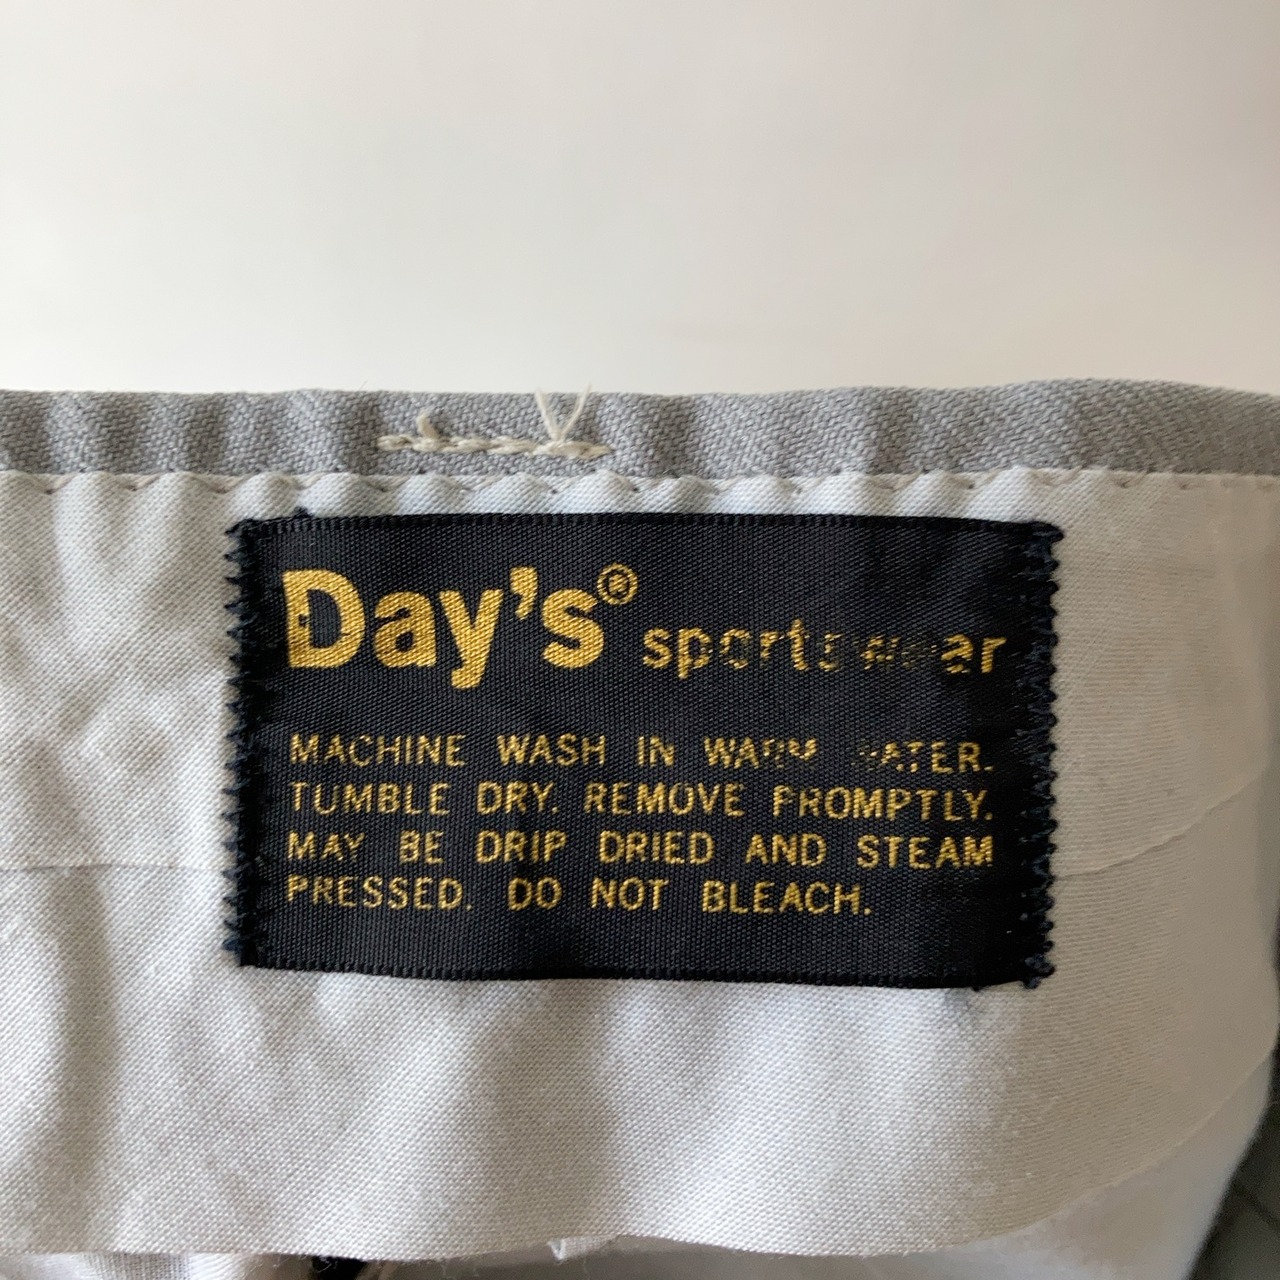 Day's® sportswear
MACHINE WASH IN WARM WATER.
TUMBLE DRY. REMOVE PROMPTLY.
MAY BE DRIP DRIED AND STEAM
PRESSED. DO NOT BLEACH.